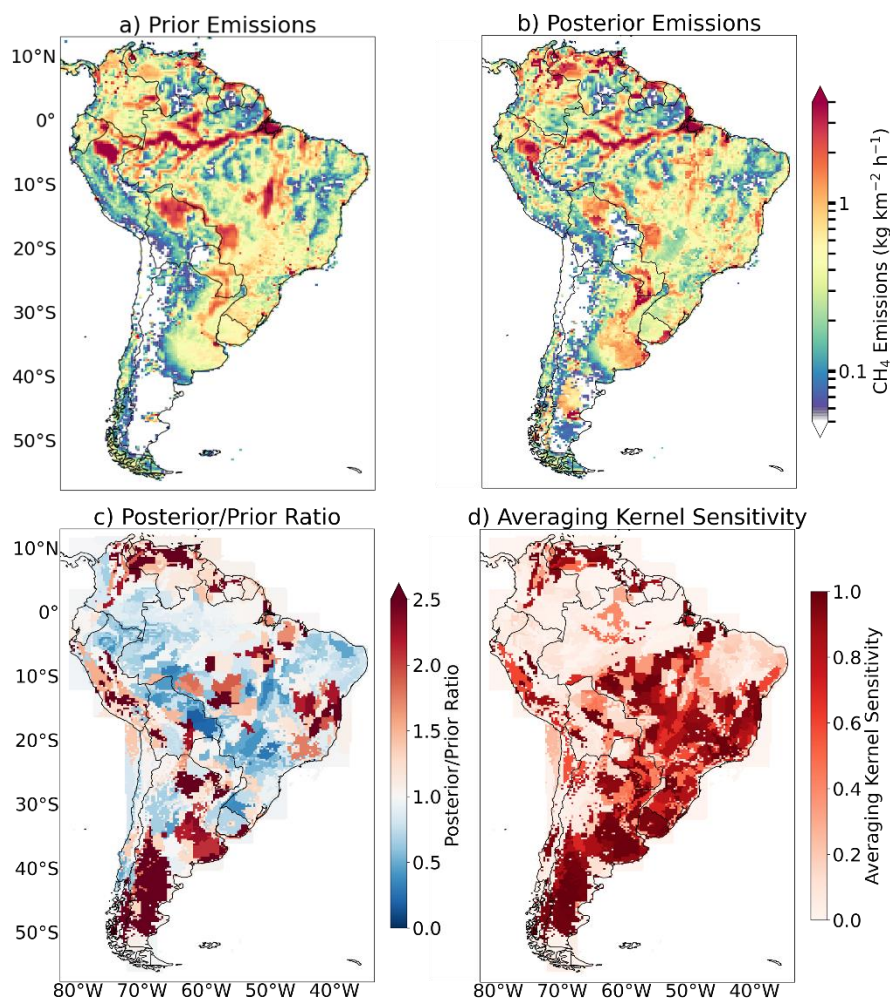 a) Prior Emissions
b) Posterior Emissions
10°N
0°
10°S
20°S
30°S
40°S
50°S
1
0.1
CH₄ Emissions (kg km⁻² h⁻¹)
c) Posterior/Prior Ratio
d) Averaging Kernel Sensitivity
10°N
0°
10°S
20°S
30°S
40°S
50°S
2.5
2.0
1.5
1.0
0.5
0.0
Posterior/Prior Ratio
1.0
0.8
0.6
0.4
0.2
0.0
Averaging Kernel Sensitivity
80°W 70°W 60°W 50°W 40°W
80°W 70°W 60°W 50°W 40°W